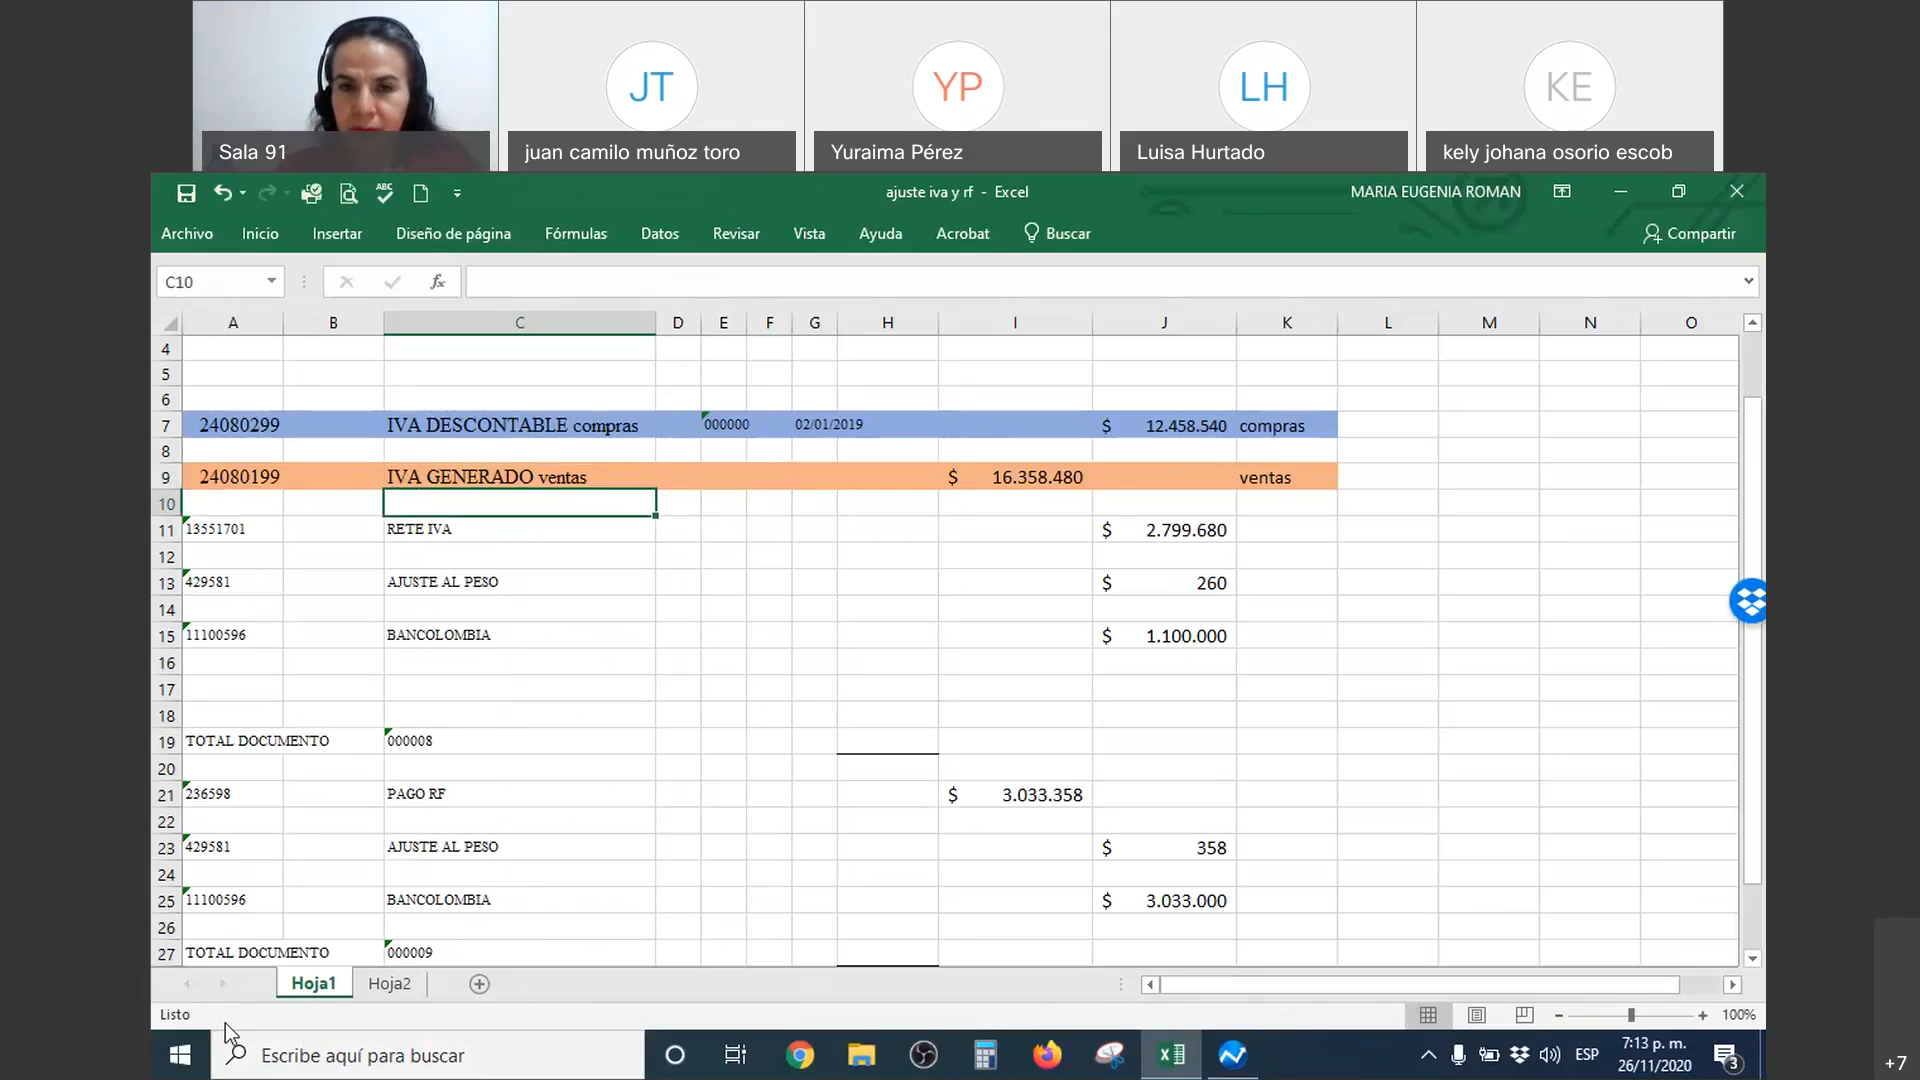 JT
YP
LH
KE
Sala 91
juan camilo muñoz toro
Yuraima Pérez
Luisa Hurtado
kely johana osorio escob
ajuste iva y rf - Excel
MARIA EUGENIA ROMAN
Archivo
Inicio
Insertar
Diseño de página
Fórmulas
Datos
Revisar
Vista
Ayuda
Acrobat
Buscar
Compartir
C10
fx
A B C D E F G H I J K L M N O
4
5
6
7 24080299 IVA DESCONTABLE compras 000000 02/01/2019 $ 12.458.540 compras
8
9 24080199 IVA GENERADO ventas $ 16.358.480 ventas
10
11 13551701 RETE IVA $ 2.799.680
12
13 429581 AJUSTE AL PESO $ 260
14
15 11100596 BANCOLOMBIA $ 1.100.000
16
17
18
19 TOTAL DOCUMENTO 000008
20
21 236598 PAGO RF $ 3.033.358
22
23 429581 AJUSTE AL PESO $ 358
24
25 11100596 BANCOLOMBIA $ 3.033.000
26
27 TOTAL DOCUMENTO 000009
Hoja1
Hoja2
Listo
100%
Escribe aquí para buscar
ESP
7:13 p. m.
26/11/2020
3
+7